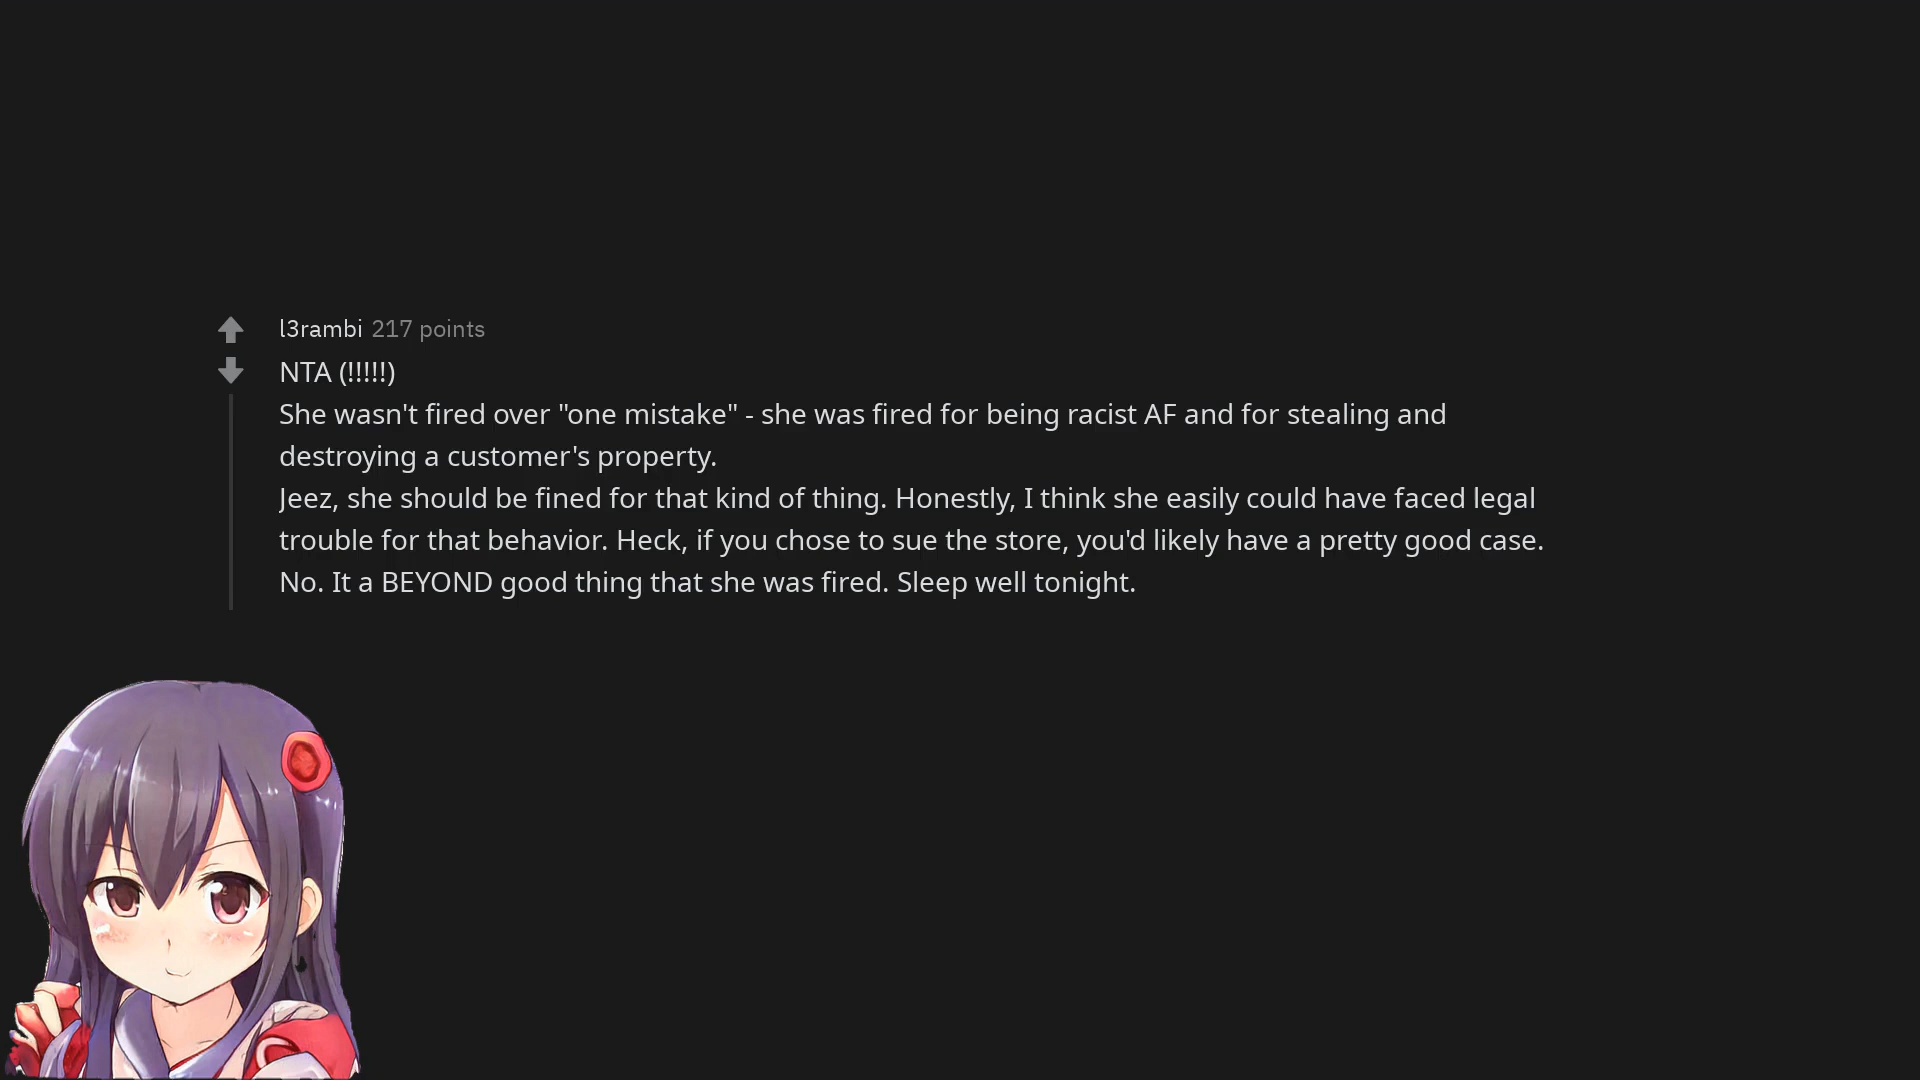 l3rambi 217 points
NTA (!!!!!)
She wasn't fired over "one mistake" - she was fired for being racist AF and for stealing and
destroying a customer's property.
Jeez, she should be fined for that kind of thing. Honestly, I think she easily could have faced legal
trouble for that behavior. Heck, if you chose to sue the store, you'd likely have a pretty good case.
No. It a BEYOND good thing that she was fired. Sleep well tonight.